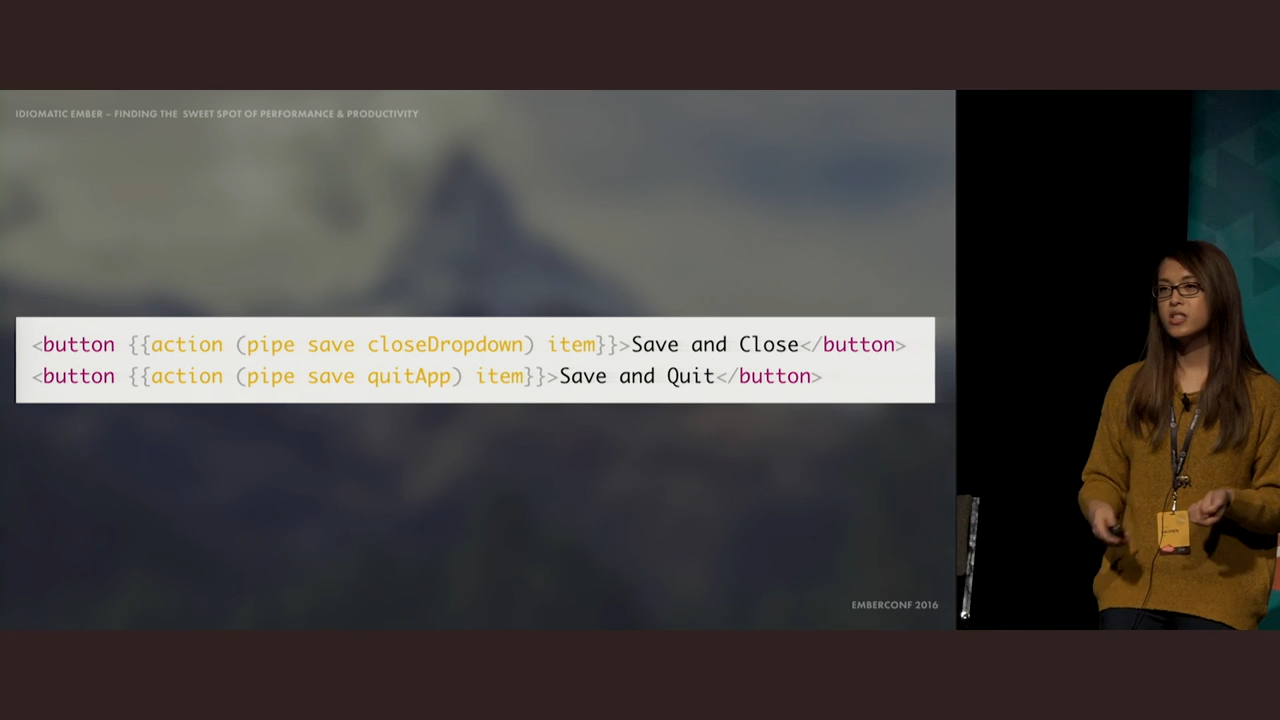 IDIOMATIC EMBER – FINDING THE SWEET SPOT OF PERFORMANCE & PRODUCTIVITY
<button {{action (pipe save closeDropdown) item}}>Save and Close</button>
<button {{action (pipe save quitApp) item}}>Save and Quit</button>
EMBERCONF 2016